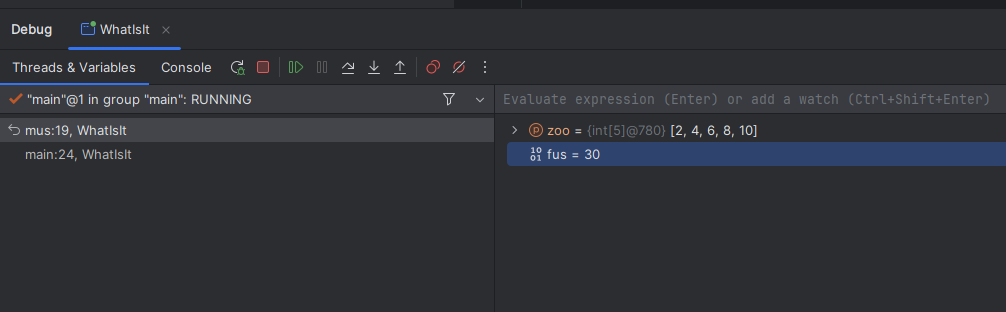 Debug WhatIsIt
Threads & Variables Console
"main"@1 in group "main": RUNNING
mus:19, WhatIsIt
main:24, WhatIsIt
Evaluate expression (Enter) or add a watch (Ctrl+Shift+Enter)
p zoo = {int[5]@780} [2, 4, 6, 8, 10]
10
01 fus = 30